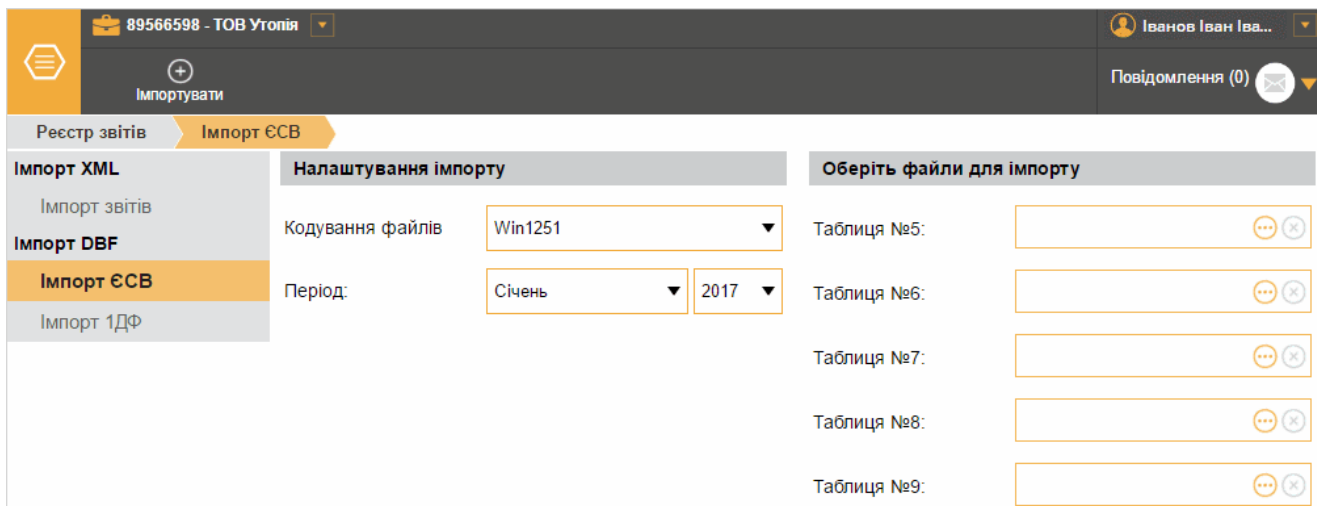 89566598 - ТОВ Утопія
Іванов Іван Іва...
Імпортувати
Повідомлення (0)
Реєстр звітів
Імпорт ЄСВ
Імпорт XML
Імпорт звітів
Імпорт DBF
Імпорт ЄСВ
Імпорт 1ДФ
Налаштування імпорту
Кодування файлів
Win1251
Період:
Січень
2017
Оберіть файли для імпорту
Таблиця №5:
Таблиця №6:
Таблиця №7:
Таблиця №8:
Таблиця №9: